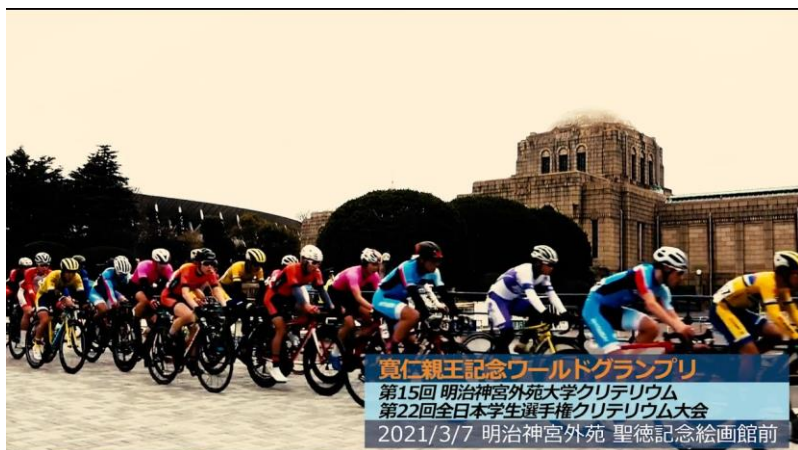 寛仁親王記念ワールドグランプリ
第15回 明治神宮外苑大学クリテリウム
第22回全日本学生選手権クリテリウム大会
2021/3/7 明治神宮外苑 聖徳記念絵画館前